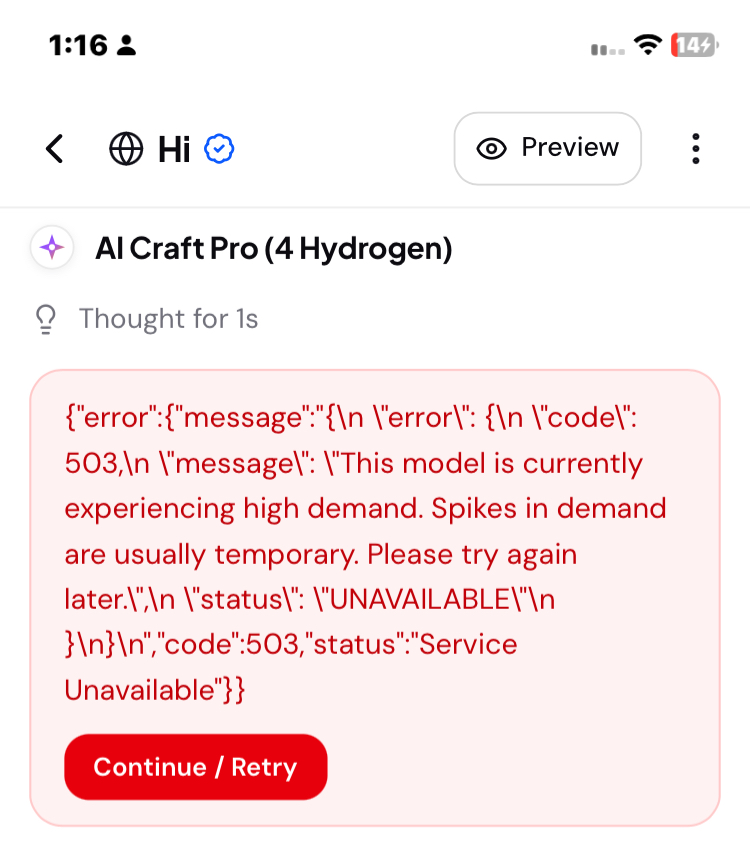 1:16
14
Hi
Preview
AI Craft Pro (4 Hydrogen)
Thought for 1s
{"error":{"message":"{\n \"error\": {\n \"code\":
503,\n \"message\": \"This model is currently
experiencing high demand. Spikes in demand
are usually temporary. Please try again
later.\",\n \"status\": \"UNAVAILABLE\"\n
}\n}\n","code":503,"status":"Service
Unavailable"}}
Continue / Retry